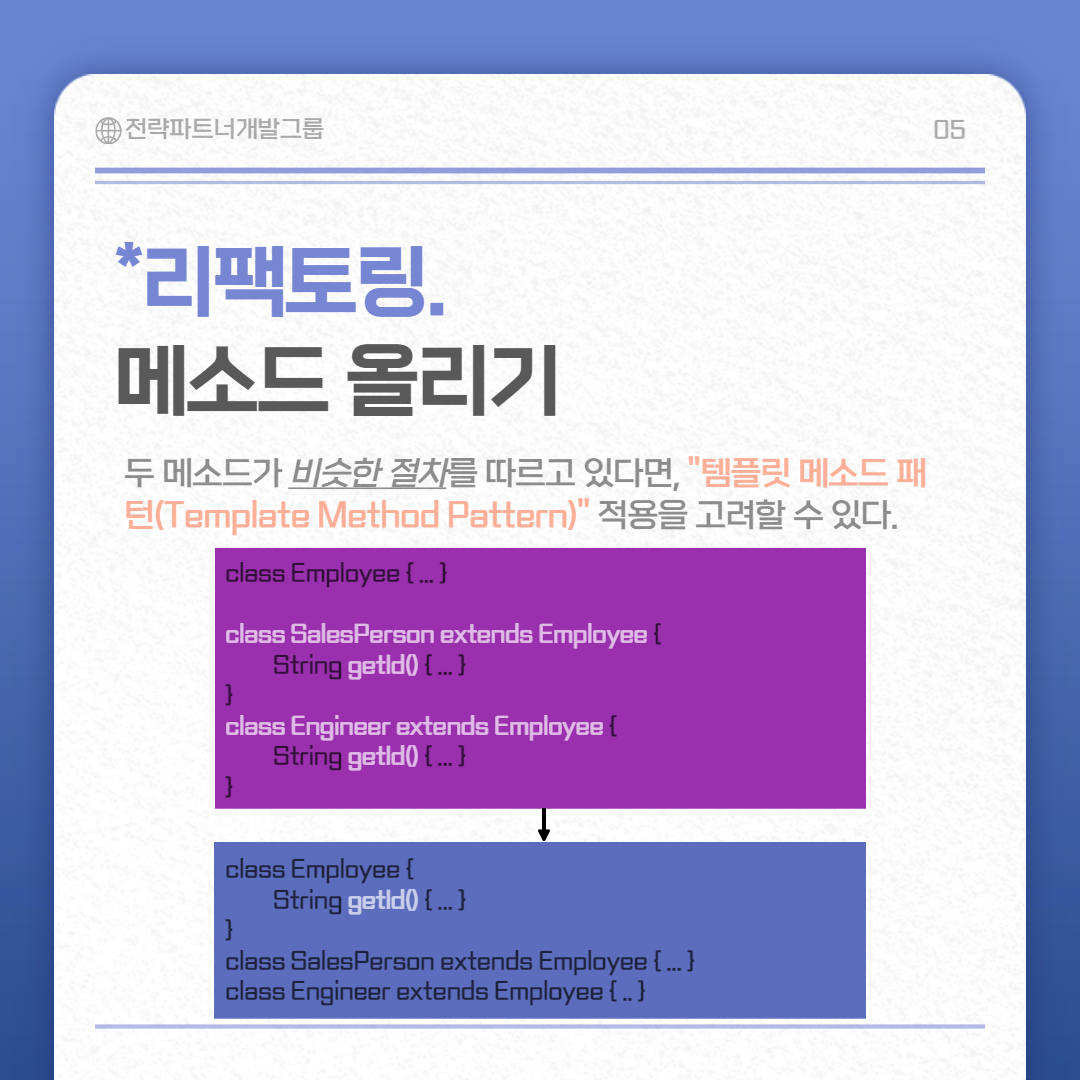 전략파트너개발그룹
05
*리팩토링.
메소드 올리기
두 메소드가 비슷한 절차를 따르고 있다면, "템플릿 메소드 패
턴(Template Method Pattern)" 적용을 고려할 수 있다.
class Employee { ... }
class SalesPerson extends Employee {
String getId() { ... }
}
class Engineer extends Employee {
String getId() { ... }
}
class Employee {
String getId() { ... }
}
class SalesPerson extends Employee { ... }
class Engineer extends Employee { .. }